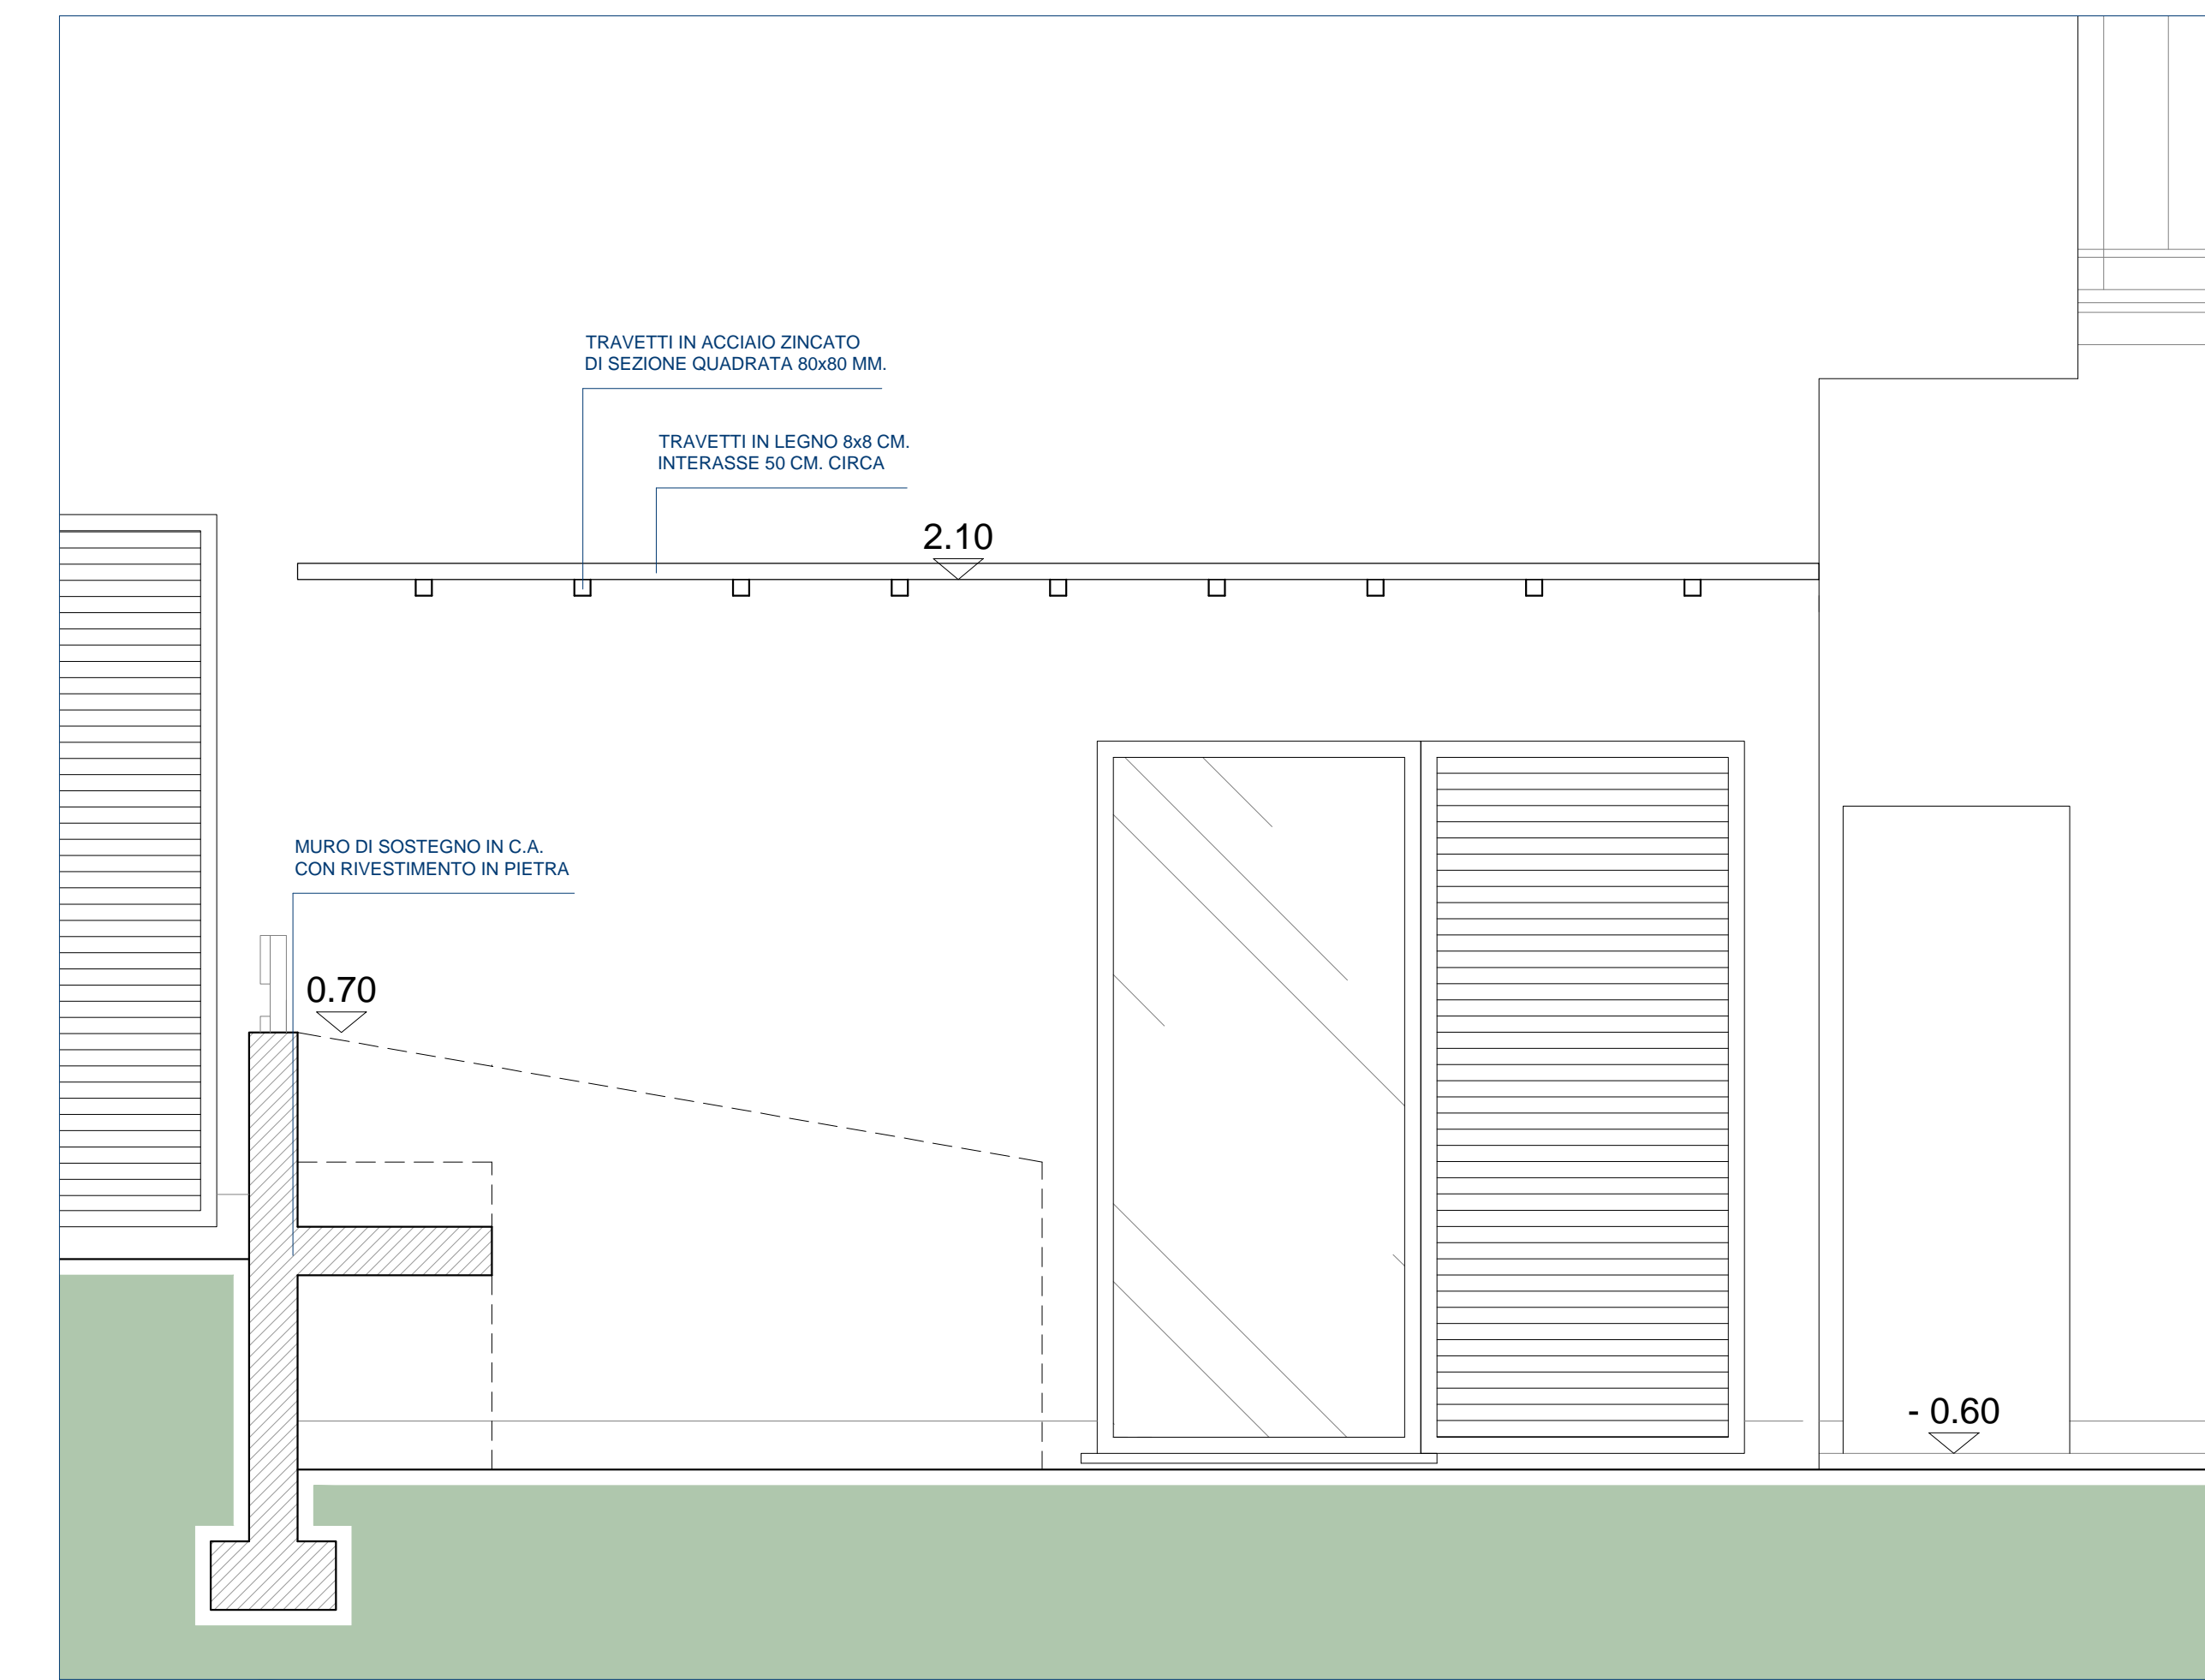 TRAVETTI IN ACCIAIO ZINCATO
DI SEZIONE QUADRATA 80x80 MM.
TRAVETTI IN LEGNO 8x8 CM.
INTERASSE 50 CM. CIRCA
2.10
MURO DI SOSTEGNO IN C.A.
CON RIVESTIMENTO IN PIETRA
0.70
- 0.60